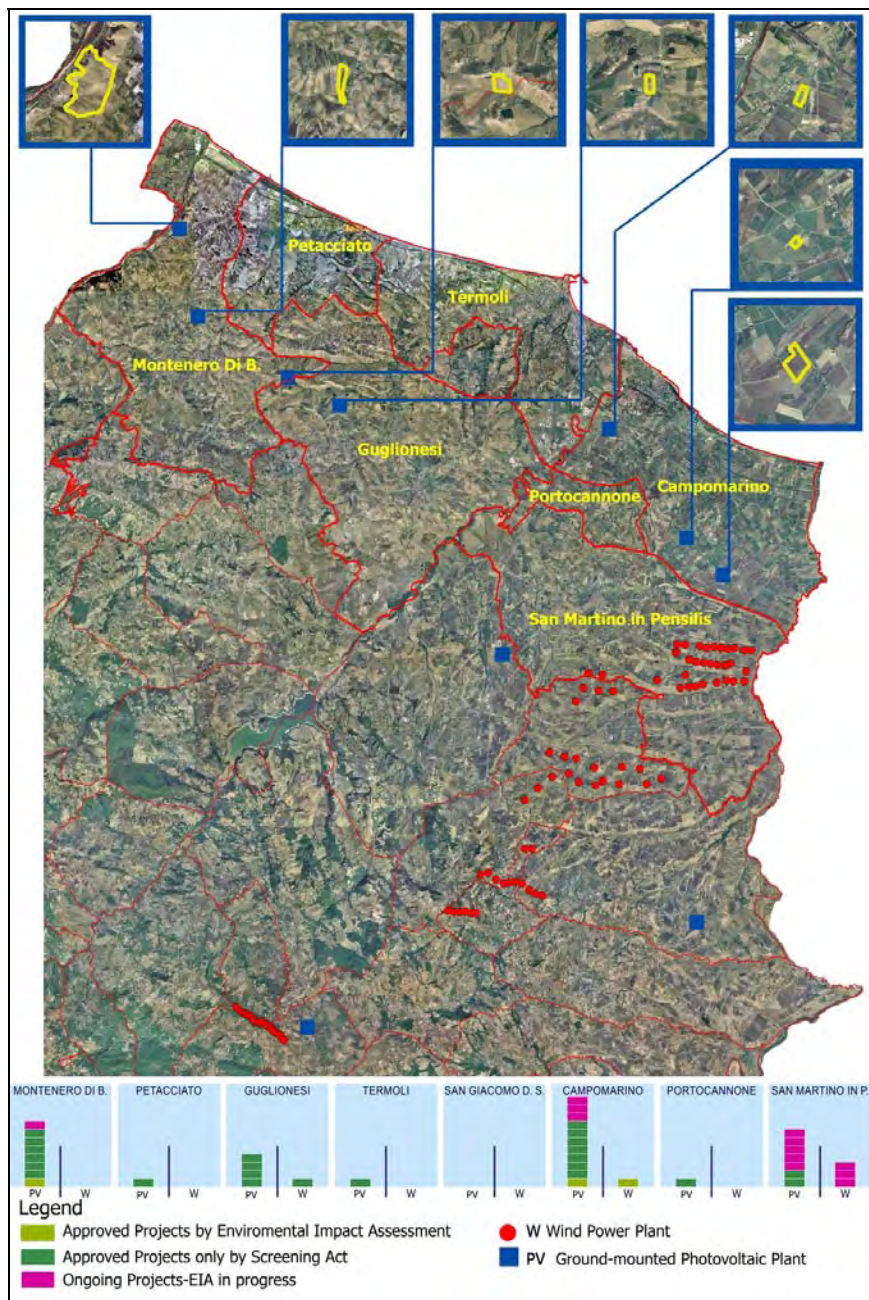 Petacciato
Termoli
Montenero Di B.
Guglionesi
Portocannone
Campomarino
San Martino in Pensilis
MONTENERO DI B.
PETACCIATO
GUGLIONESI
TERMOLI
SAN GIACOMO D. S.
CAMPOMARINO
PORTOCANNONE
SAN MARTINO IN P.
PV W
PV W
PV W
PV W
PV W
PV W
PV W
PV W
Legend
Approved Projects by Enviromental Impact Assessment
Approved Projects only by Screening Act
Ongoing Projects-EIA in progress
W Wind Power Plant
PV Ground-mounted Photovoltaic Plant